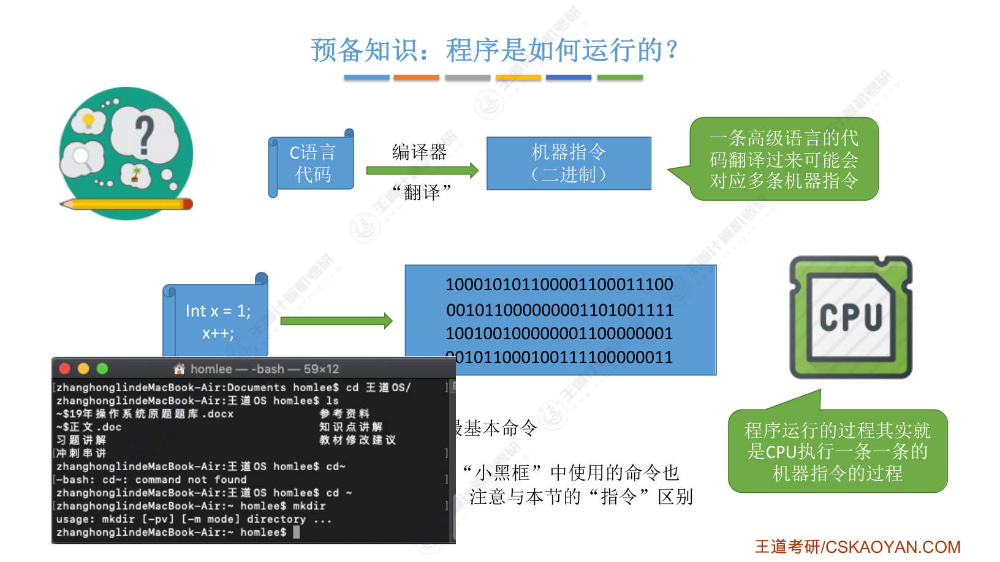 预备知识：程序是如何运行的？
C语言
代码
编译器
“翻译”
机器指令
（二进制）
一条高级语言的代
码翻译过来可能会
对应多条机器指令
Int x = 1;
x++;
100010101100001100011100
001011000000001101001111
100100100000001100000001
001011000100111100000011
CPU
homlee — -bash — 59×12
[zhanghonglindeMacBook-Air:Documents homlee$ cd 王道OS/ ]
zhanghonglindeMacBook-Air:王道OS homlee$ ls
~$19年操作系统原题题库.docx 参考资料
~$正文.doc 知识点讲解
习题讲解 教材修改建议
[冲刺串讲 ]
zhanghonglindeMacBook-Air:王道OS homlee$ cd~
[-bash: cd~: command not found ]
zhanghonglindeMacBook-Air:王道OS homlee$ cd ~
[zhanghonglindeMacBook-Air:~ homlee$ mkdir ]
usage: mkdir [-pv] [-m mode] directory ...
zhanghonglindeMacBook-Air:~ homlee$
最基本命令
“小黑框”中使用的命令也
注意与本节的“指令”区别
程序运行的过程其实就
是CPU执行一条一条的
机器指令的过程
王道考研/CSKAOYAN.COM
王道计算机考研
www.cskaoyan.com